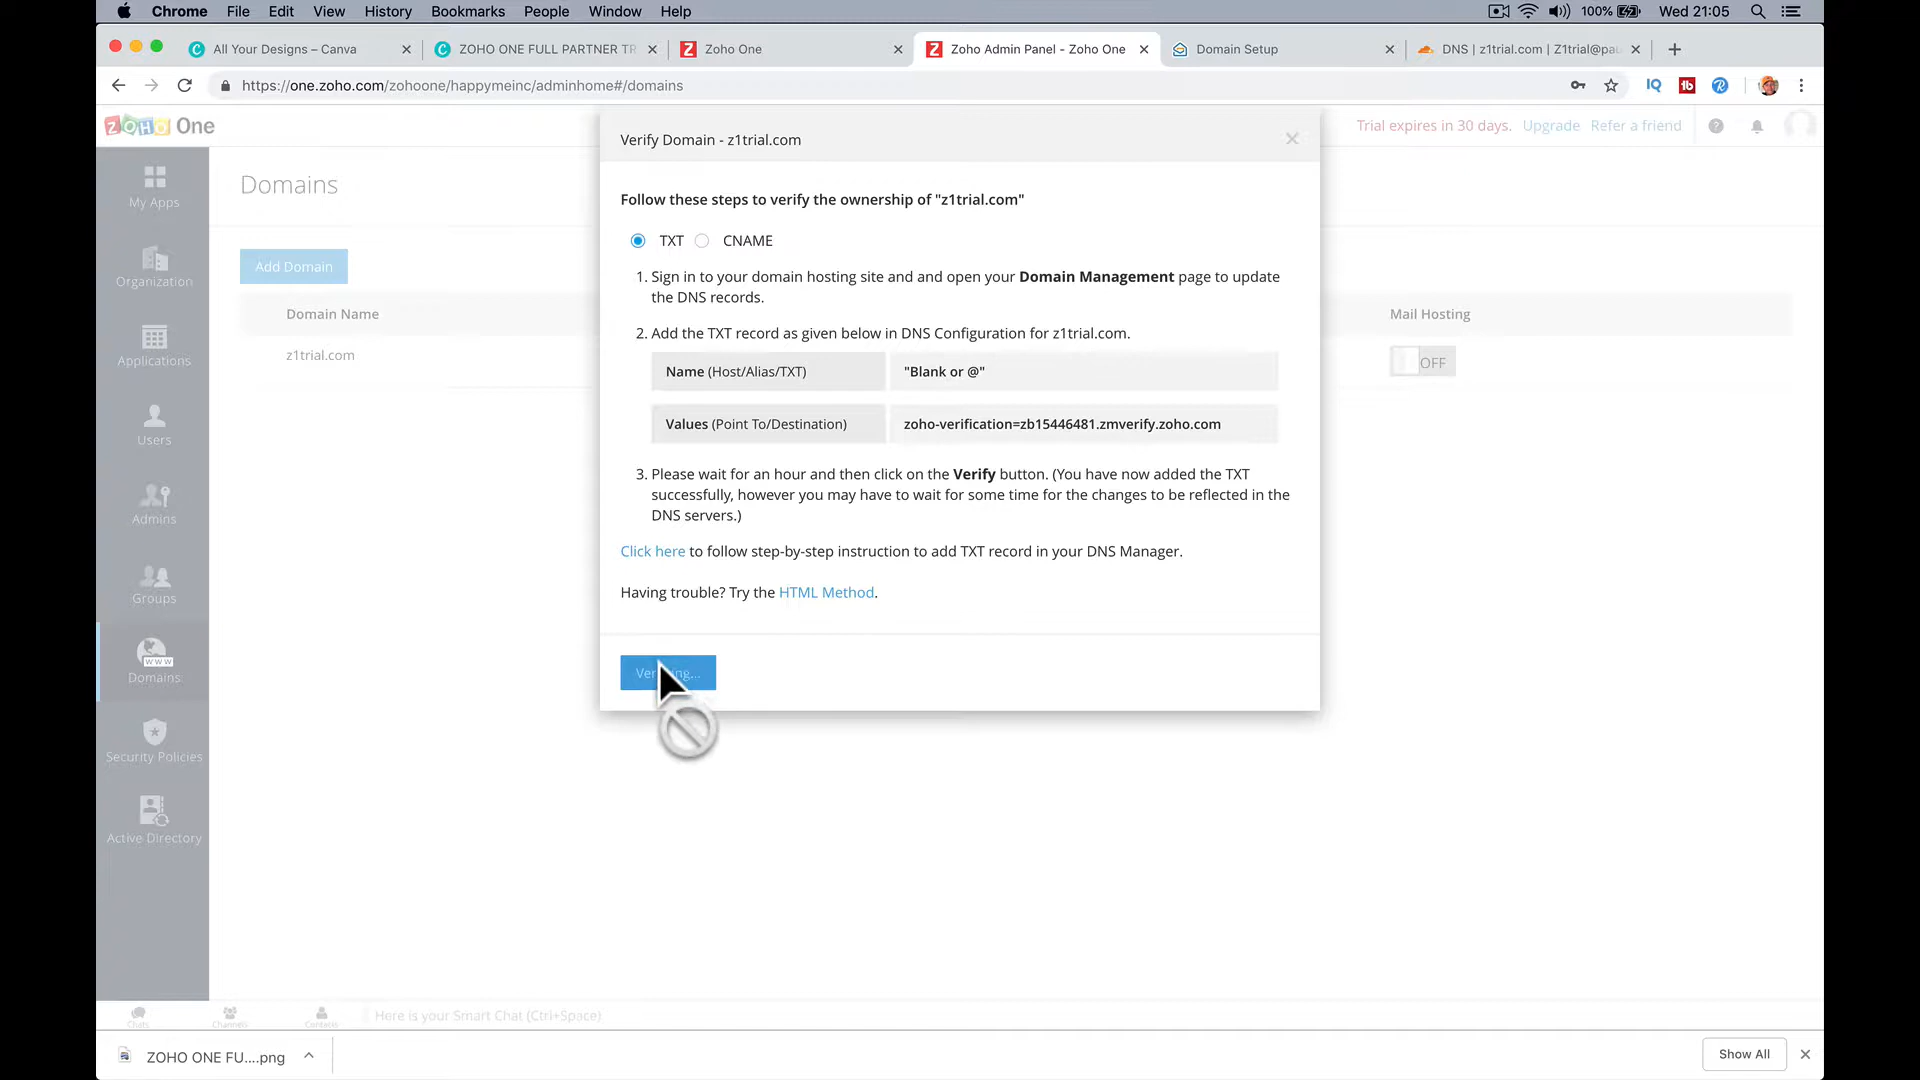 Chrome File Edit View History Bookmarks People Window Help 100% Wed 21:05
All Your Designs – Canva
ZOHO ONE FULL PARTNER TR
Zoho One
Zoho Admin Panel - Zoho One
Domain Setup
DNS | z1trial.com | Z1trial@pau
https://one.zoho.com/zohoone/happymeinc/adminhome#/domains
ZOHO One
Trial expires in 30 days. Upgrade Refer a friend
My Apps
Organization
Applications
Users
Admins
Groups
Domains
Security Policies
Active Directory
Domains
Add Domain
Domain Name
Mail Hosting
z1trial.com
OFF
Verify Domain - z1trial.com
Follow these steps to verify the ownership of "z1trial.com"
TXT CNAME
1. Sign in to your domain hosting site and and open your Domain Management page to update
the DNS records.
2. Add the TXT record as given below in DNS Configuration for z1trial.com.
Name (Host/Alias/TXT) "Blank or @"
Values (Point To/Destination) zoho-verification=zb15446481.zmverify.zoho.com
3. Please wait for an hour and then click on the Verify button. (You have now added the TXT
successfully, however you may have to wait for some time for the changes to be reflected in the
DNS servers.)
Click here to follow step-by-step instruction to add TXT record in your DNS Manager.
Having trouble? Try the HTML Method.
Chats Channels Contacts Here is your Smart Chat (Ctrl+Space)
ZOHO ONE FU....png
Show All